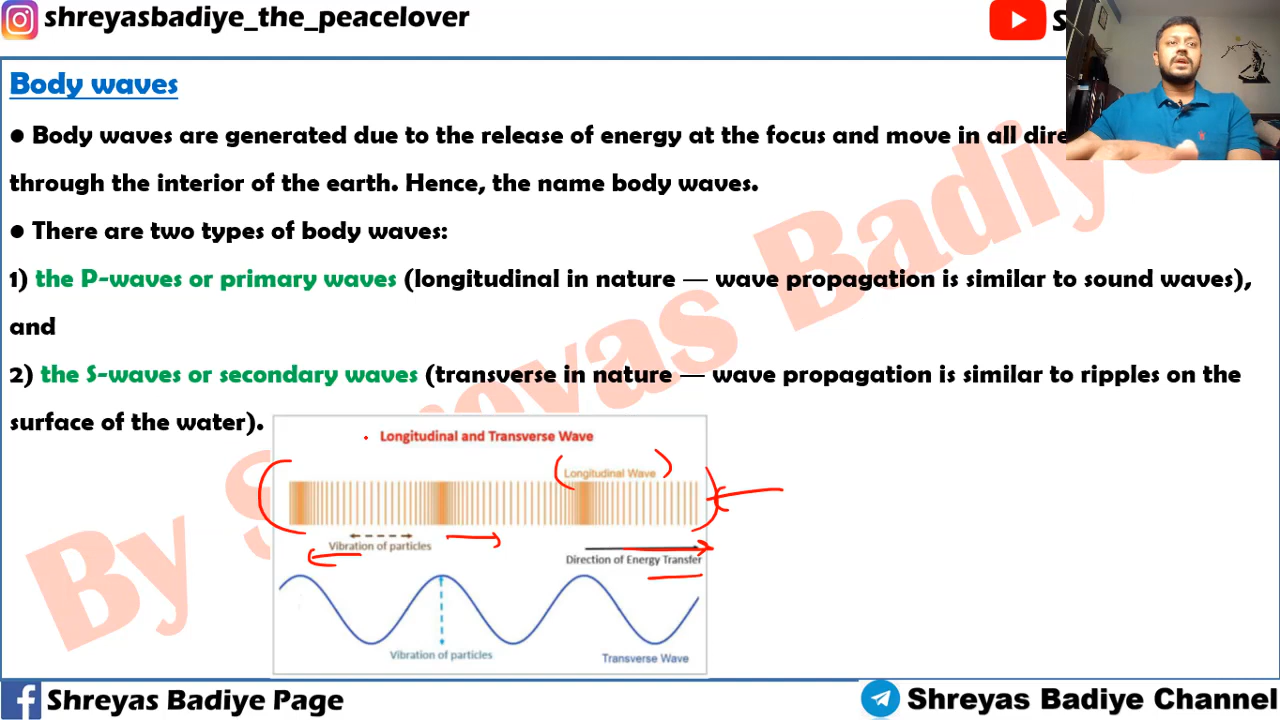 shreyasbadiye_the_peacelover
S
Body waves
• Body waves are generated due to the release of energy at the focus and move in all dire
through the interior of the earth. Hence, the name body waves.
• There are two types of body waves:
1) the P-waves or primary waves (longitudinal in nature — wave propagation is similar to sound waves),
and
2) the S-waves or secondary waves (transverse in nature — wave propagation is similar to ripples on the
surface of the water).
Longitudinal and Transverse Wave
Longitudinal Wave
Vibration of particles
Direction of Energy Transfer
Vibration of particles
Transverse Wave
By Shreyas Badiye
Shreyas Badiye Page
Shreyas Badiye Channel